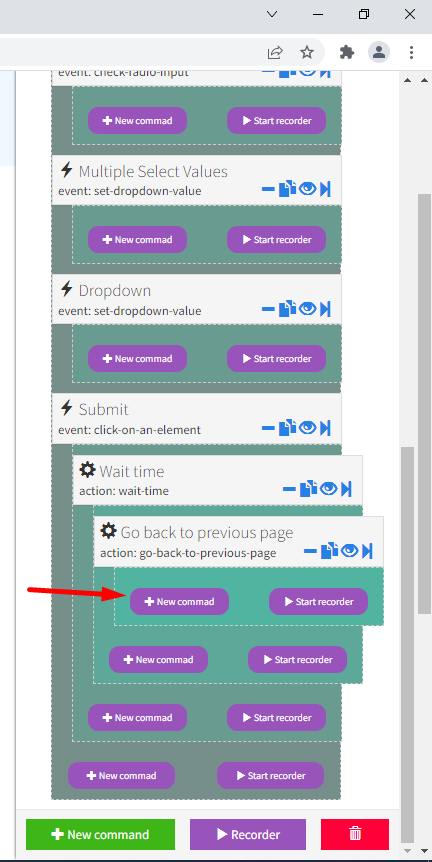 event: check-radio-input
New commad
Start recorder
Multiple Select Values
event: set-dropdown-value
New commad
Start recorder
Dropdown
event: set-dropdown-value
New commad
Start recorder
Submit
event: click-on-an-element
Wait time
action: wait-time
Go back to previous page
action: go-back-to-previous-page
New commad
Start recorder
New commad
Start recorder
New commad
Start recorder
New commad
Start recorder
New command
Recorder